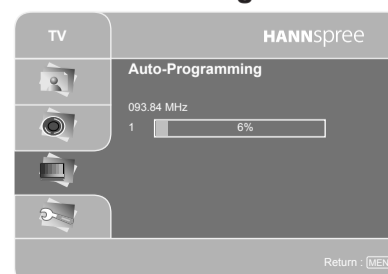 TV
HANNspree
Auto-Programming
093.84 MHz
1 6%
Return :